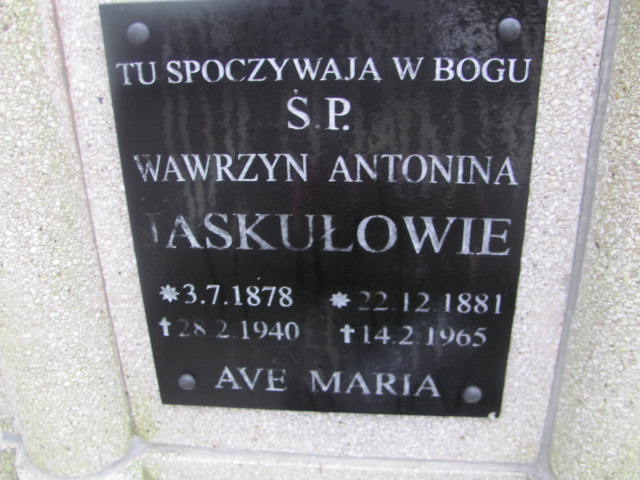 TU SPOCZYWAJA W BOGU
Ś.P.
WAWRZYN ANTONINA
JASKUŁOWIE
* 3.7.1878 * 22.12.1881
✝ 28.2.1940 ✝ 14.2.1965
AVE MARIA